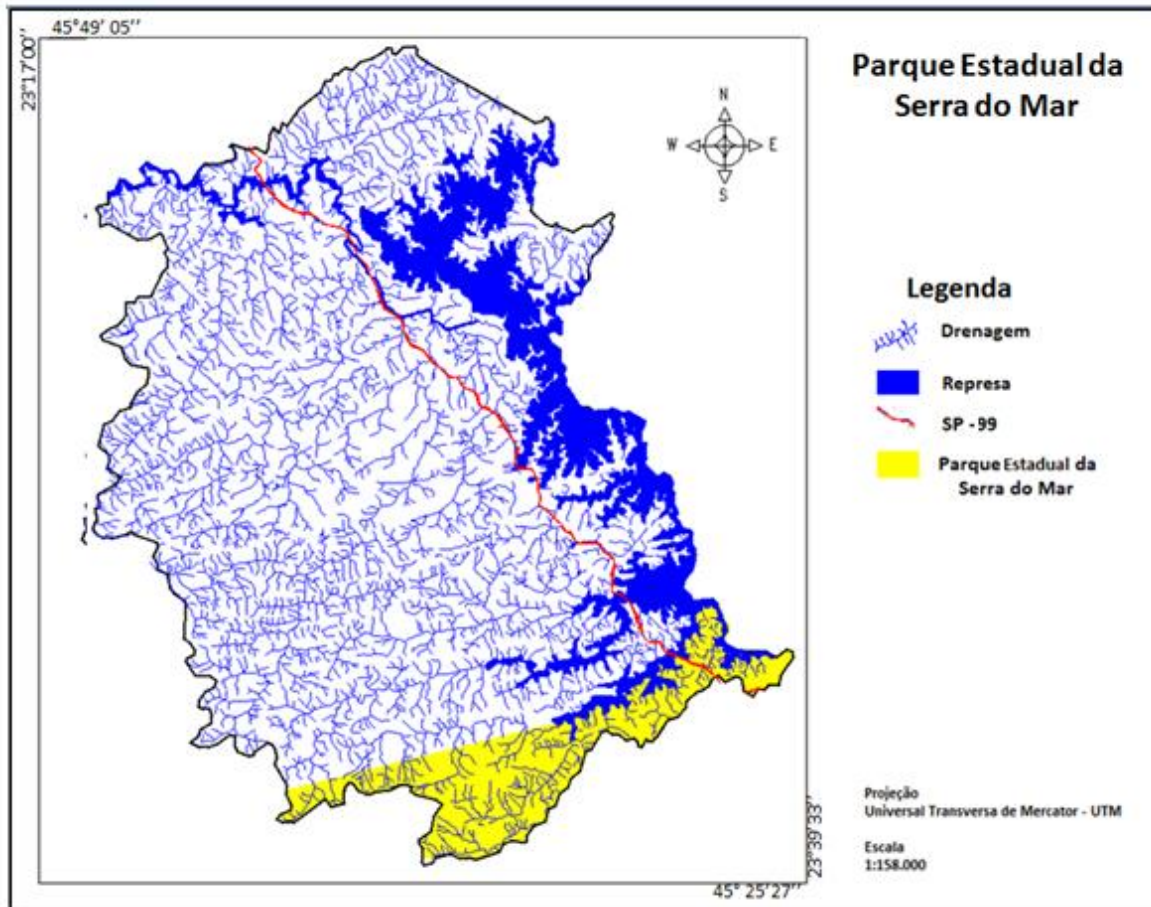 45°49’ 05’’
23°17’00’’
Parque Estadual da
Serra do Mar
N
W
E
S
Legenda
Drenagem
Represa
SP - 99
Parque Estadual da
Serra do Mar
Projeção
Universal Transversa de Mercator - UTM
Escala
1:158.000
23°39’33’’
45° 25’27’’